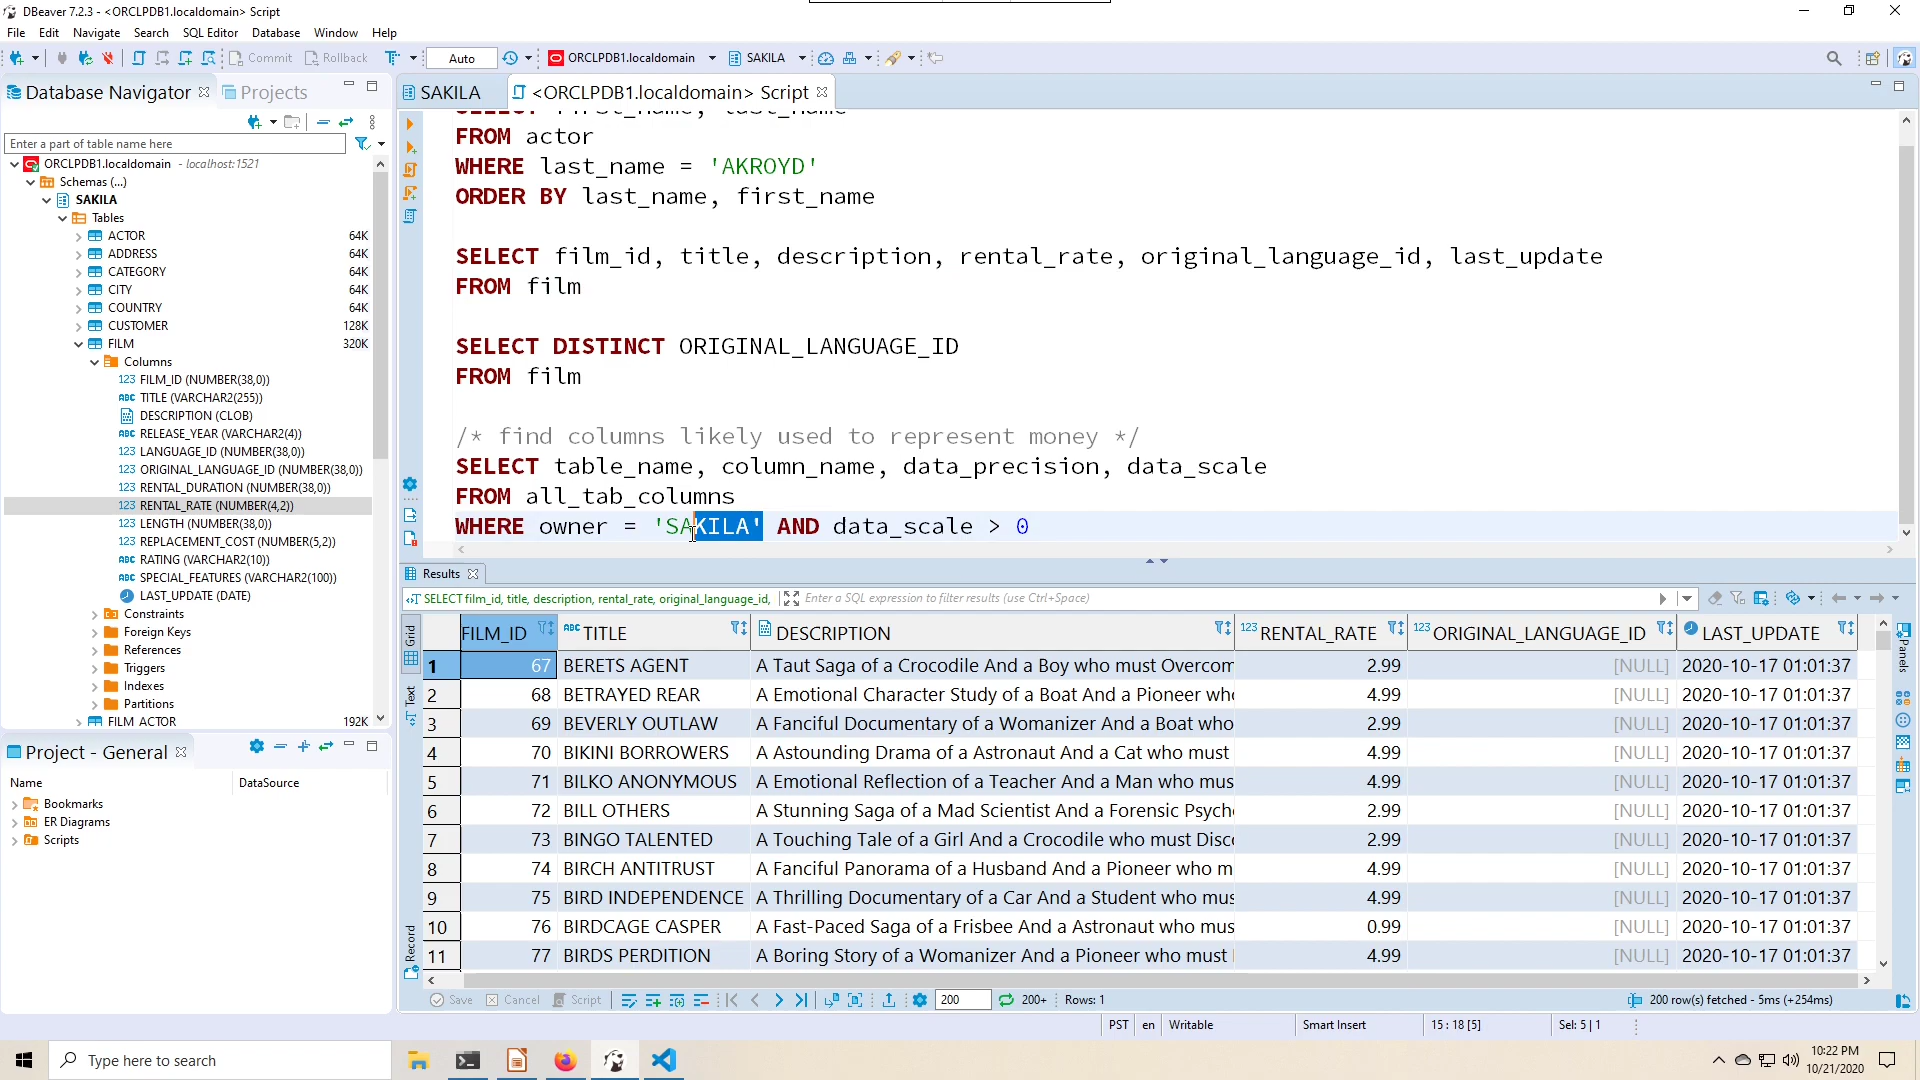 DBeaver 7.2.3 - <ORCLPDB1.localdomain> Script
File Edit Navigate Search SQL Editor Database Window Help
Commit Rollback Auto ORCLPDB1.localdomain SAKILA
Database Navigator Projects
Enter a part of table name here
ORCLPDB1.localdomain - localhost:1521
Schemas (...)
SAKILA
Tables
ACTOR 64K
ADDRESS 64K
CATEGORY 64K
CITY 64K
COUNTRY 64K
CUSTOMER 128K
FILM 320K
Columns
123 FILM_ID (NUMBER(38,0))
ABC TITLE (VARCHAR2(255))
DESCRIPTION (CLOB)
ABC RELEASE_YEAR (VARCHAR2(4))
123 LANGUAGE_ID (NUMBER(38,0))
123 ORIGINAL_LANGUAGE_ID (NUMBER(38,0))
123 RENTAL_DURATION (NUMBER(38,0))
123 RENTAL_RATE (NUMBER(4,2))
123 LENGTH (NUMBER(38,0))
123 REPLACEMENT_COST (NUMBER(5,2))
ABC RATING (VARCHAR2(10))
ABC SPECIAL_FEATURES (VARCHAR2(100))
LAST_UPDATE (DATE)
Constraints
Foreign Keys
References
Triggers
Indexes
Partitions
FILM_ACTOR 192K
Project - General
Name DataSource
Bookmarks
ER Diagrams
Scripts
SAKILA <ORCLPDB1.localdomain> Script
SELECT first_name, last_name
FROM actor
WHERE last_name = 'AKROYD'
ORDER BY last_name, first_name
SELECT film_id, title, description, rental_rate, original_language_id, last_update
FROM film
SELECT DISTINCT ORIGINAL_LANGUAGE_ID
FROM film
/* find columns likely used to represent money */
SELECT table_name, column_name, data_precision, data_scale
FROM all_tab_columns
WHERE owner = 'SAKILA' AND data_scale > 0
Results
SELECT film_id, title, description, rental_rate, original_language_id, Enter a SQL expression to filter results (use Ctrl+Space)
Grid
Text
Record
Panels
FILM_ID ABC TITLE DESCRIPTION 123 RENTAL_RATE 123 ORIGINAL_LANGUAGE_ID LAST_UPDATE
1 67 BERETS AGENT A Taut Saga of a Crocodile And a Boy who must Overcom 2.99 [NULL] 2020-10-17 01:01:37
2 68 BETRAYED REAR A Emotional Character Study of a Boat And a Pioneer who 4.99 [NULL] 2020-10-17 01:01:37
3 69 BEVERLY OUTLAW A Fanciful Documentary of a Womanizer And a Boat who 2.99 [NULL] 2020-10-17 01:01:37
4 70 BIKINI BORROWERS A Astounding Drama of a Astronaut And a Cat who must 4.99 [NULL] 2020-10-17 01:01:37
5 71 BILKO ANONYMOUS A Emotional Reflection of a Teacher And a Man who mus 4.99 [NULL] 2020-10-17 01:01:37
6 72 BILL OTHERS A Stunning Saga of a Mad Scientist And a Forensic Psych 2.99 [NULL] 2020-10-17 01:01:37
7 73 BINGO TALENTED A Touching Tale of a Girl And a Crocodile who must Disc 2.99 [NULL] 2020-10-17 01:01:37
8 74 BIRCH ANTITRUST A Fanciful Panorama of a Husband And a Pioneer who m 4.99 [NULL] 2020-10-17 01:01:37
9 75 BIRD INDEPENDENCE A Thrilling Documentary of a Car And a Student who mus 4.99 [NULL] 2020-10-17 01:01:37
10 76 BIRDCAGE CASPER A Fast-Paced Saga of a Frisbee And a Astronaut who mus 0.99 [NULL] 2020-10-17 01:01:37
11 77 BIRDS PERDITION A Boring Story of a Womanizer And a Pioneer who must 4.99 [NULL] 2020-10-17 01:01:37
Save Cancel Script 200 200+ Rows: 1 200 row(s) fetched - 5ms (+254ms)
PST en Writable Smart Insert 15 : 18 [5] Sel: 5 | 1
Type here to search
10:22 PM
10/21/2020